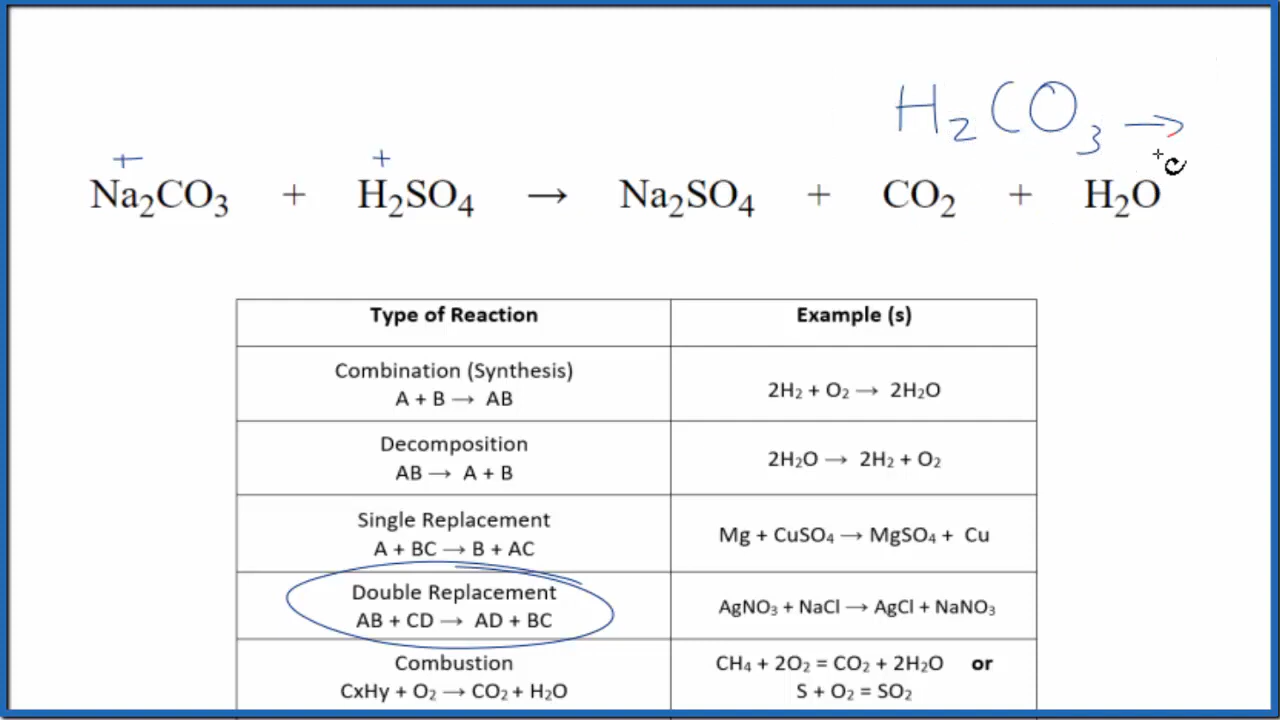 H₂CO₃ →
+ +
Na₂CO₃ + H₂SO₄ → Na₂SO₄ + CO₂ + H₂O
Type of Reaction Example (s)
Combination (Synthesis)
A + B → AB
2H₂ + O₂ → 2H₂O
Decomposition
AB → A + B
2H₂O → 2H₂ + O₂
Single Replacement
A + BC → B + AC
Mg + CuSO₄ → MgSO₄ + Cu
Double Replacement
AB + CD → AD + BC
AgNO₃ + NaCl → AgCl + NaNO₃
Combustion
CxHy + O₂ → CO₂ + H₂O
CH₄ + 2O₂ = CO₂ + 2H₂O or
S + O₂ = SO₂